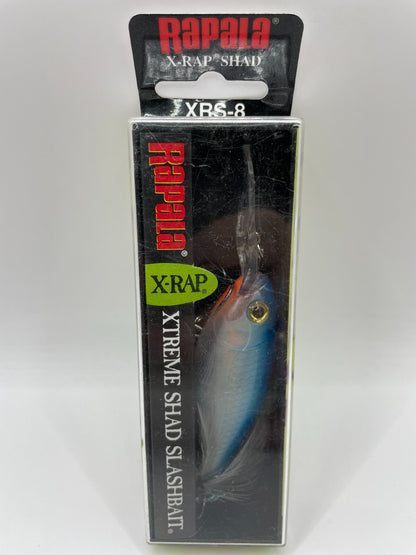 RAPALA
X-RAP® SHAD
XRS-8
RAPALA®
X-RAP®
XTREME SHAD SLASHBAIT®